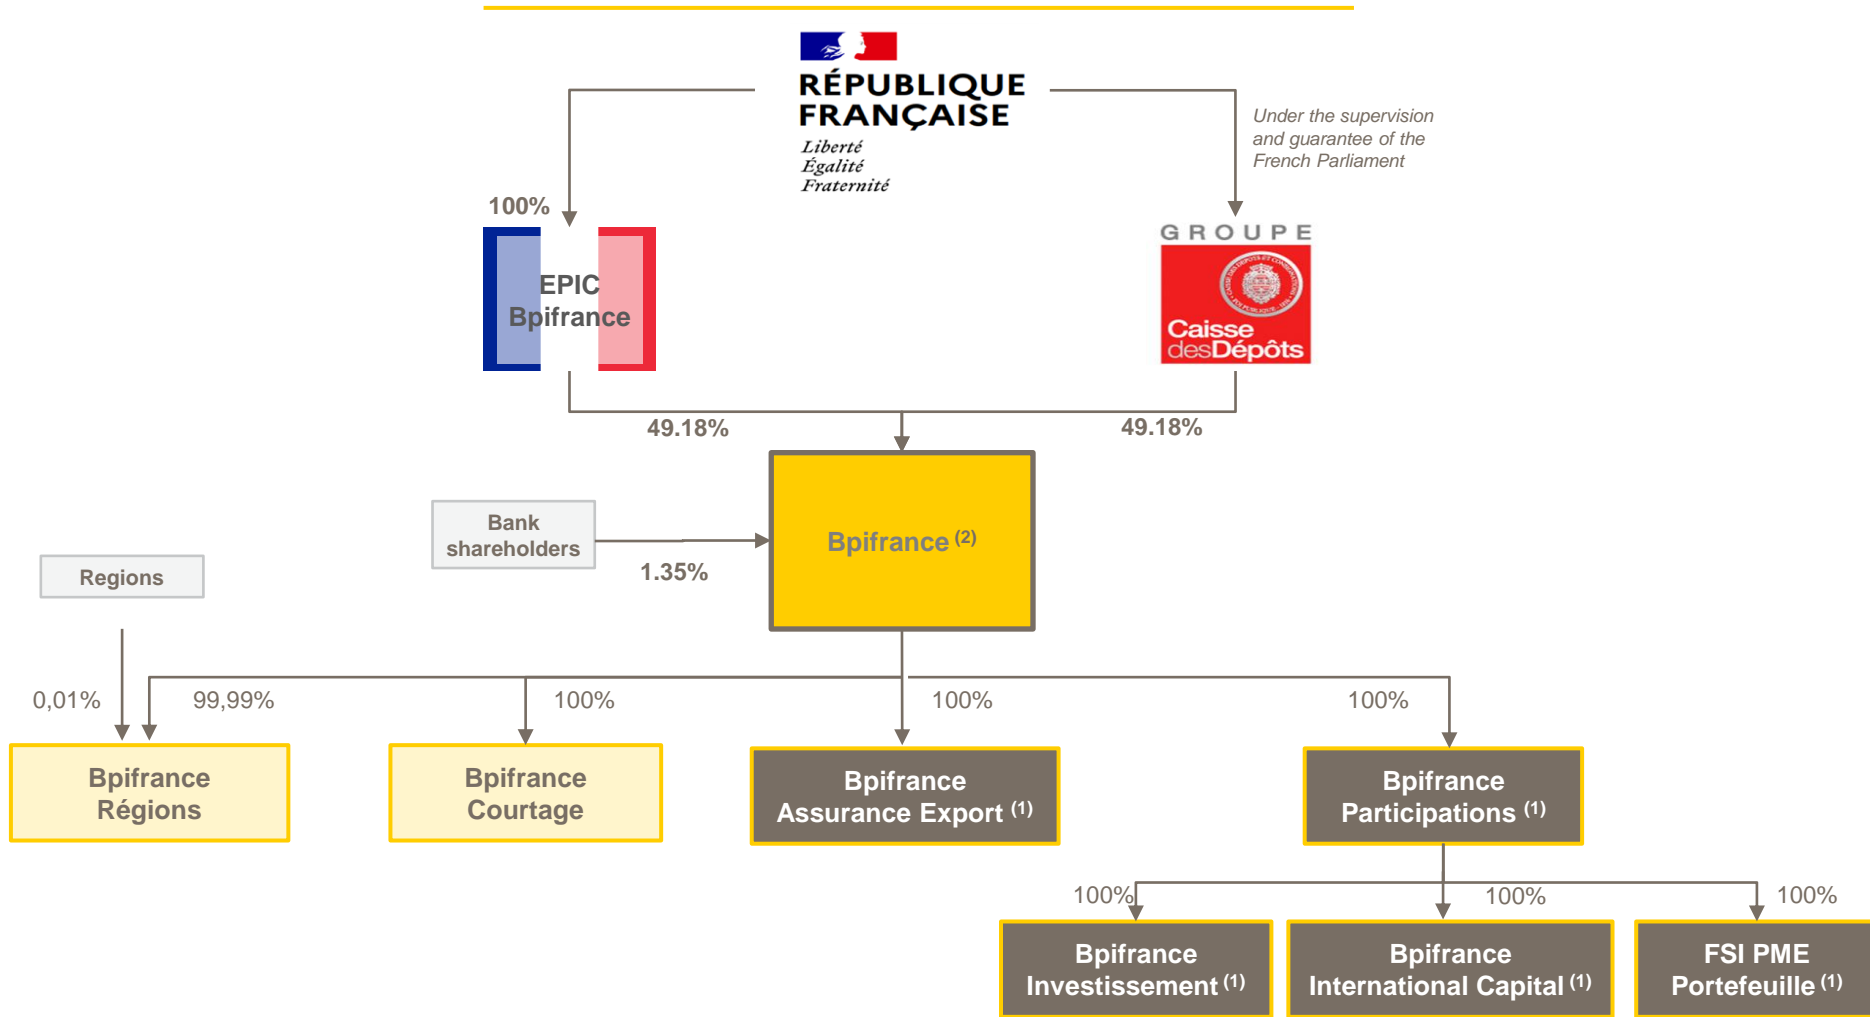 RÉPUBLIQUE
FRANÇAISE
Liberté
Égalité
Fraternité
Under the supervision
and guarantee of the
French Parliament
100%
EPIC
Bpifrance
GROUPE
Caisse
desDépôts
49.18%
49.18%
Bank
shareholders
1.35%
Bpifrance (2)
Regions
0,01%
99,99%
100%
100%
100%
Bpifrance
Régions
Bpifrance
Courtage
Bpifrance
Assurance Export (1)
Bpifrance
Participations (1)
100%
100%
100%
Bpifrance
Investissement (1)
Bpifrance
International Capital (1)
FSI PME
Portefeuille (1)